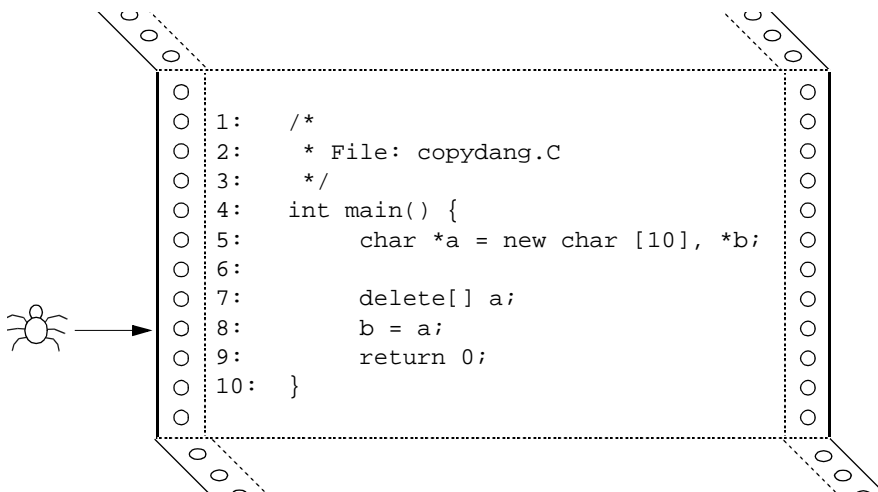 1: /*
2: * File: copydang.C
3: */
4: int main() {
5: char *a = new char [10], *b;
6:
7: delete[] a;
8: b = a;
9: return 0;
10: }